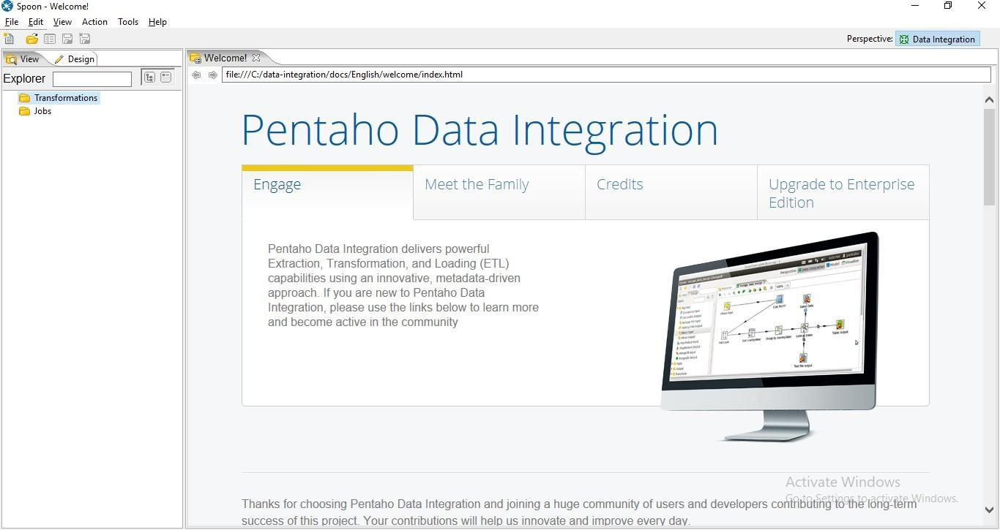 Spoon - Welcome!
File Edit View Action Tools Help
Perspective: Data Integration
View Design
Welcome!
Explorer
file:///C:/data-integration/docs/English/welcome/index.html
Transformations
Jobs
Pentaho Data Integration
Engage
Meet the Family
Credits
Upgrade to Enterprise
Edition
Pentaho Data Integration delivers powerful
Extraction, Transformation, and Loading (ETL)
capabilities using an innovative, metadata-driven
approach. If you are new to Pentaho Data
Integration, please use the links below to learn more
and become active in the community
Activate Windows
Go to Settings to activate Windows.
Thanks for choosing Pentaho Data Integration and joining a huge community of users and developers contributing to the long-term
success of this project. Your contributions will help us innovate and improve every day.